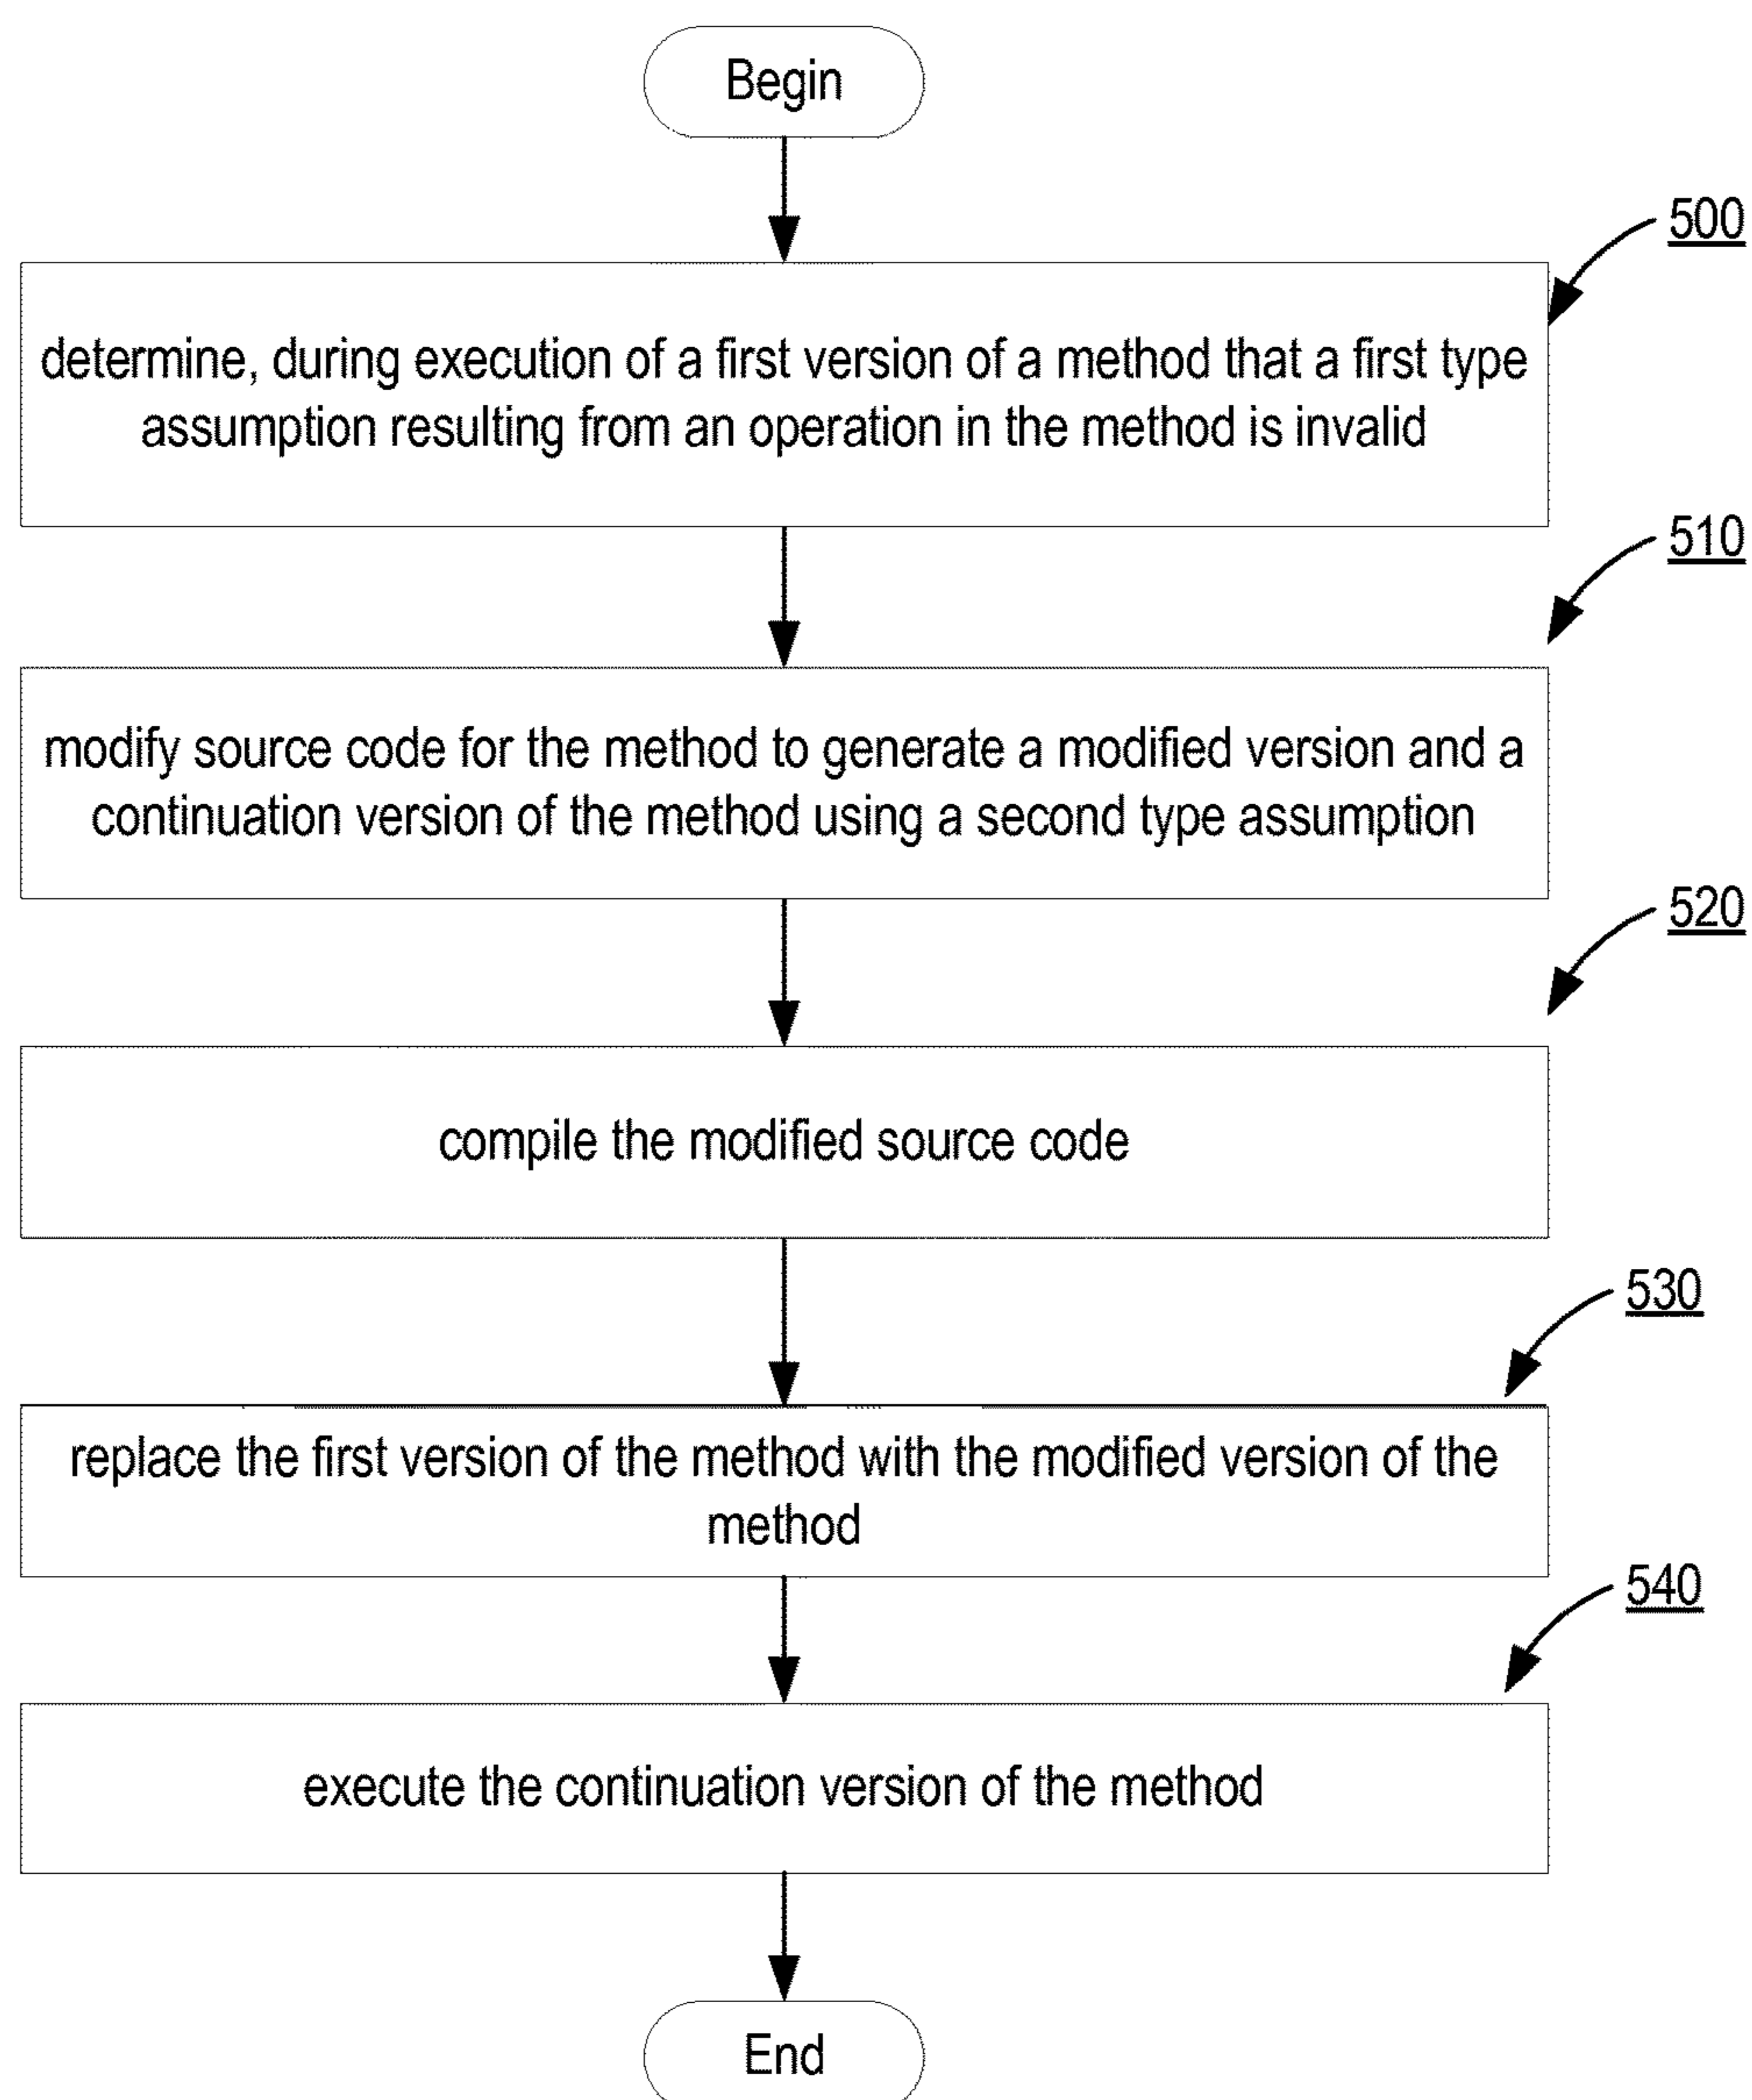 Begin
500
determine, during execution of a first version of a method that a first type
assumption resulting from an operation in the method is invalid
510
modify source code for the method to generate a modified version and a
continuation version of the method using a second type assumption
520
compile the modified source code
530
replace the first version of the method with the modified version of the
method
540
execute the continuation version of the method
End